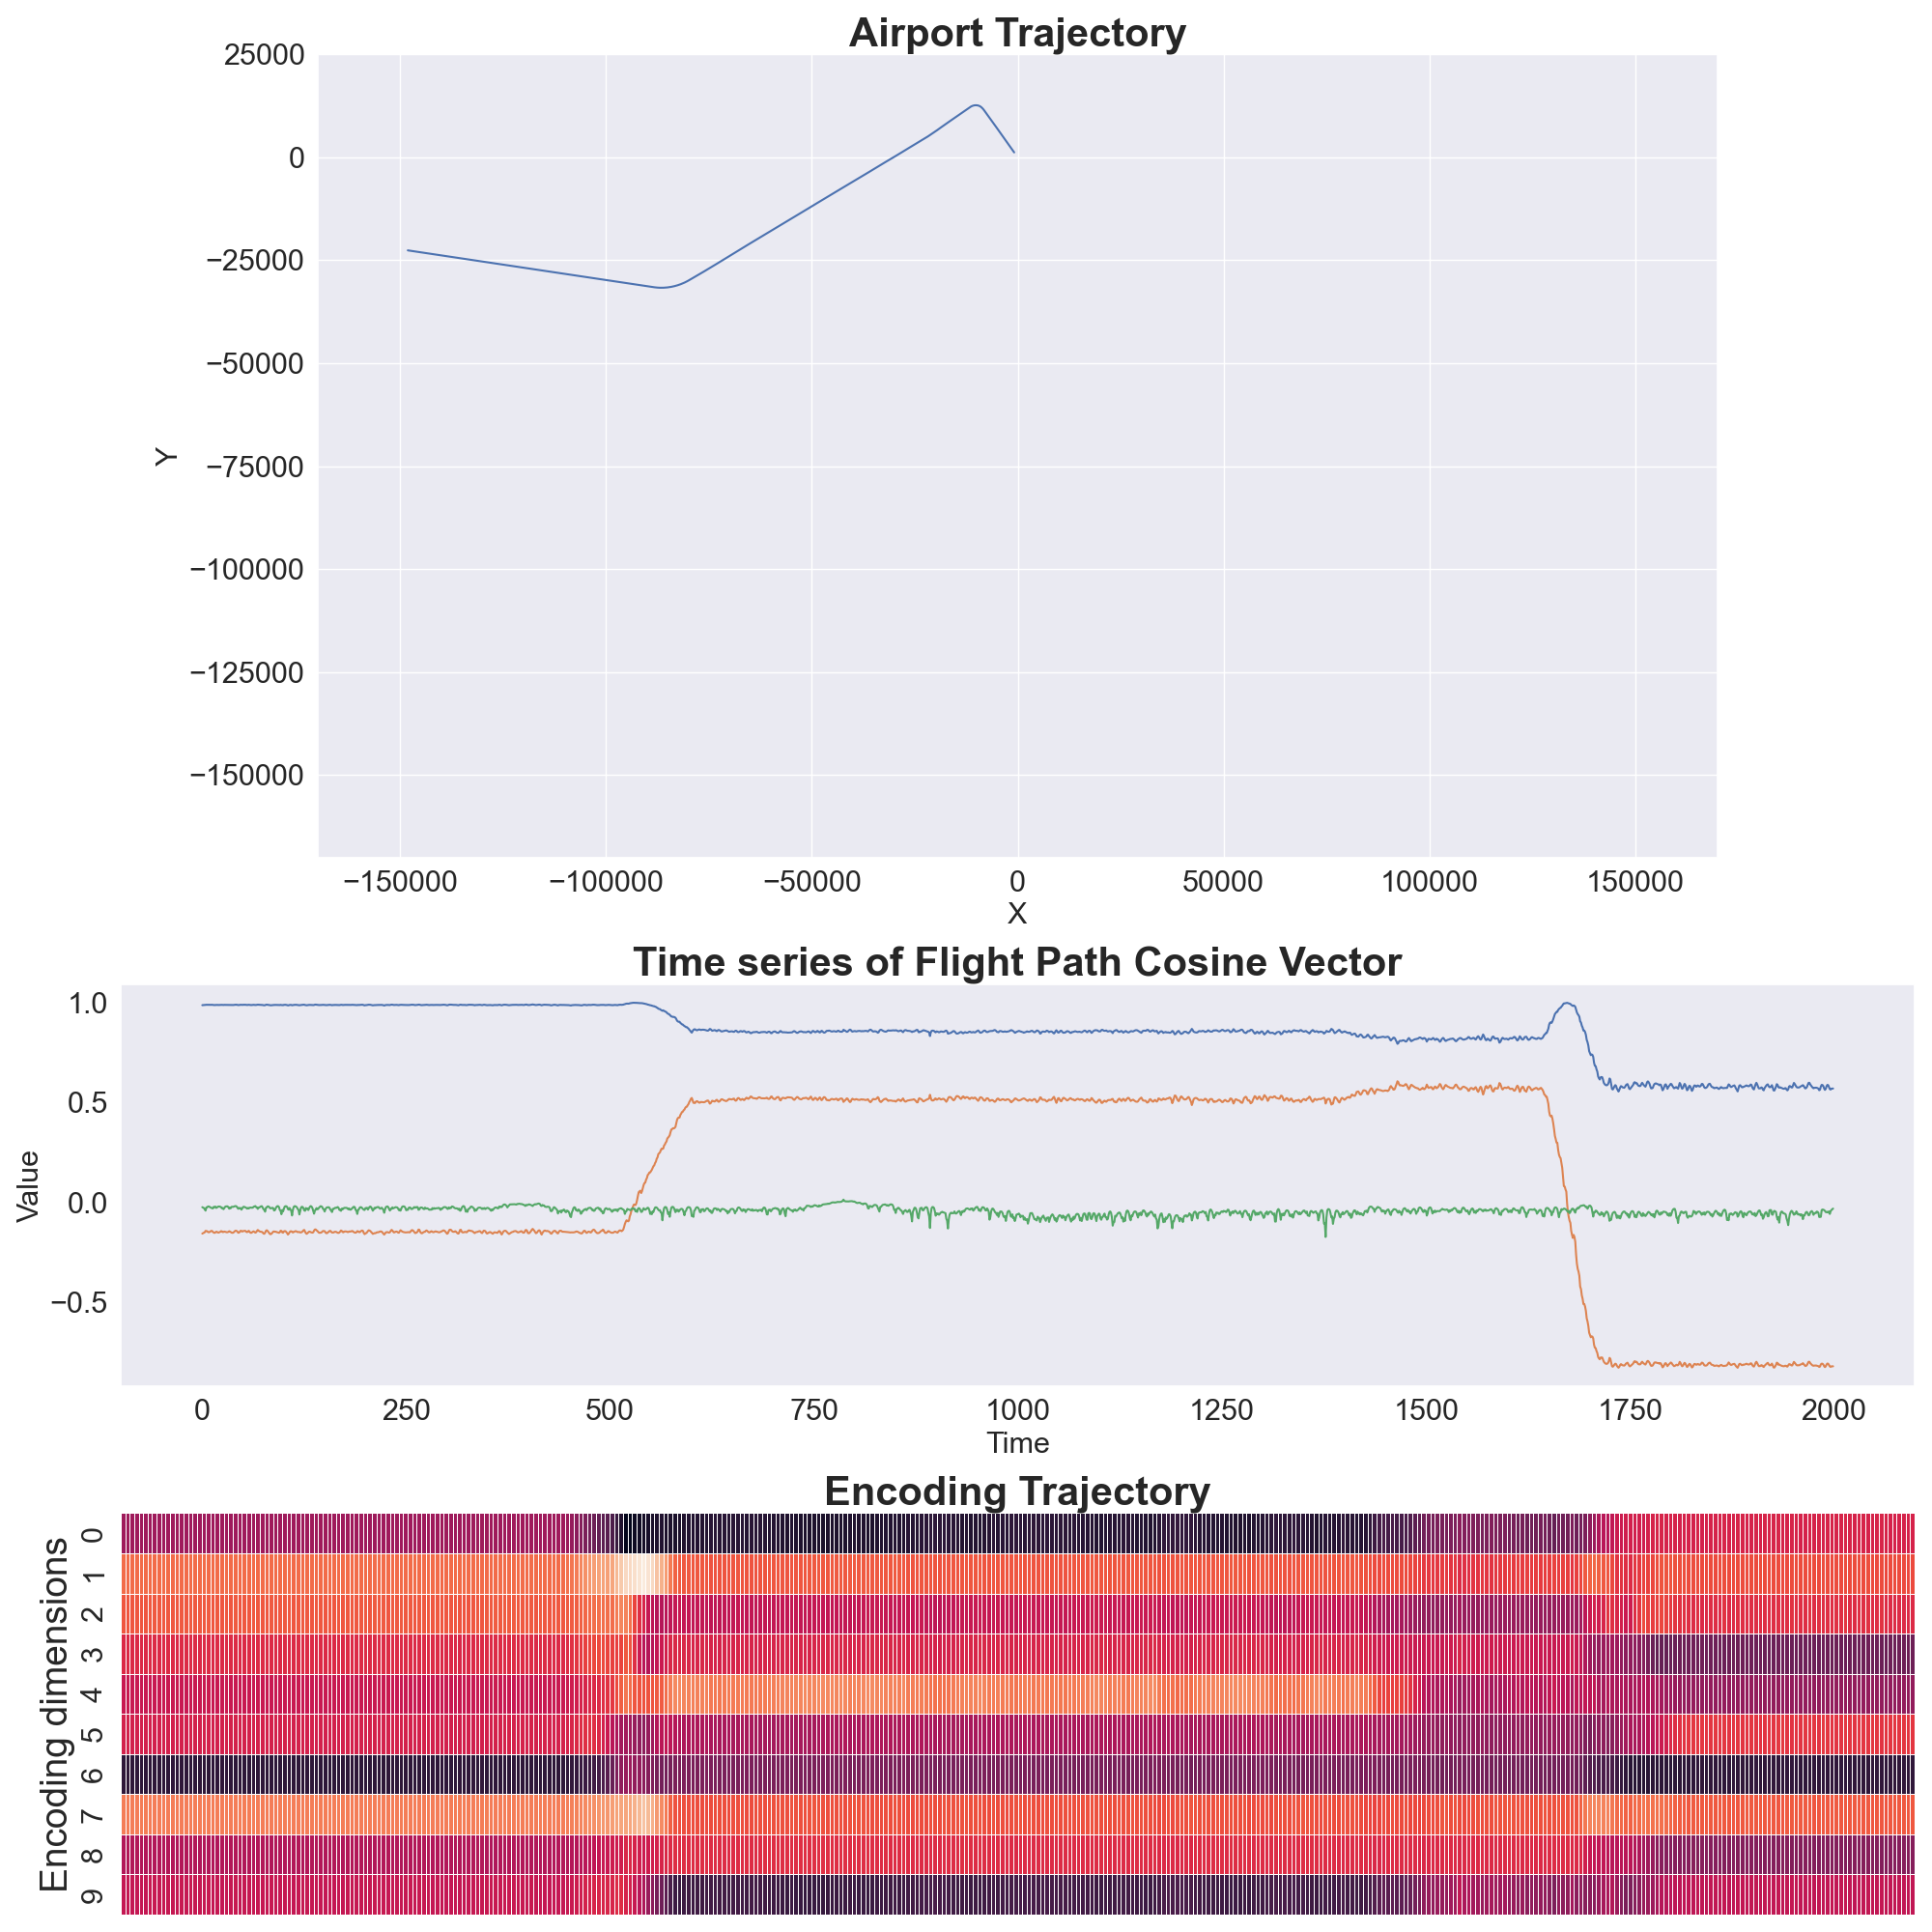 Airport Trajectory
25000
0
−25000
−50000
−75000
−100000
−125000
−150000
Y
−150000 −100000 −50000 0 50000 100000 150000
X
Time series of Flight Path Cosine Vector
1.0
0.5
0.0
−0.5
Value
0 250 500 750 1000 1250 1500 1750 2000
Time
Encoding Trajectory
Encoding dimensions
0
1
2
3
4
5
6
7
8
9